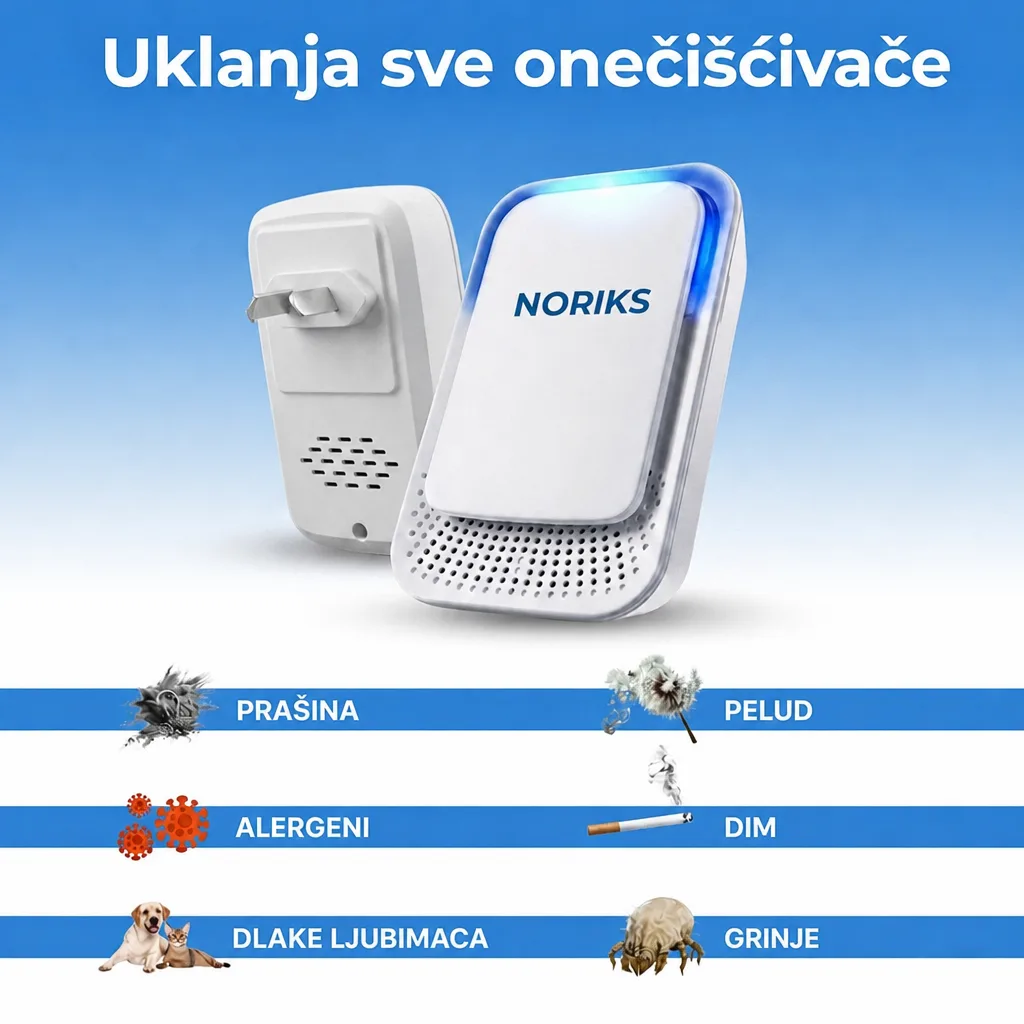 Uklanja sve onečišćivače
NORIKS
PRAŠINA
PELUD
ALERGENI
DIM
DLAKE LJUBIMACA
GRINJE